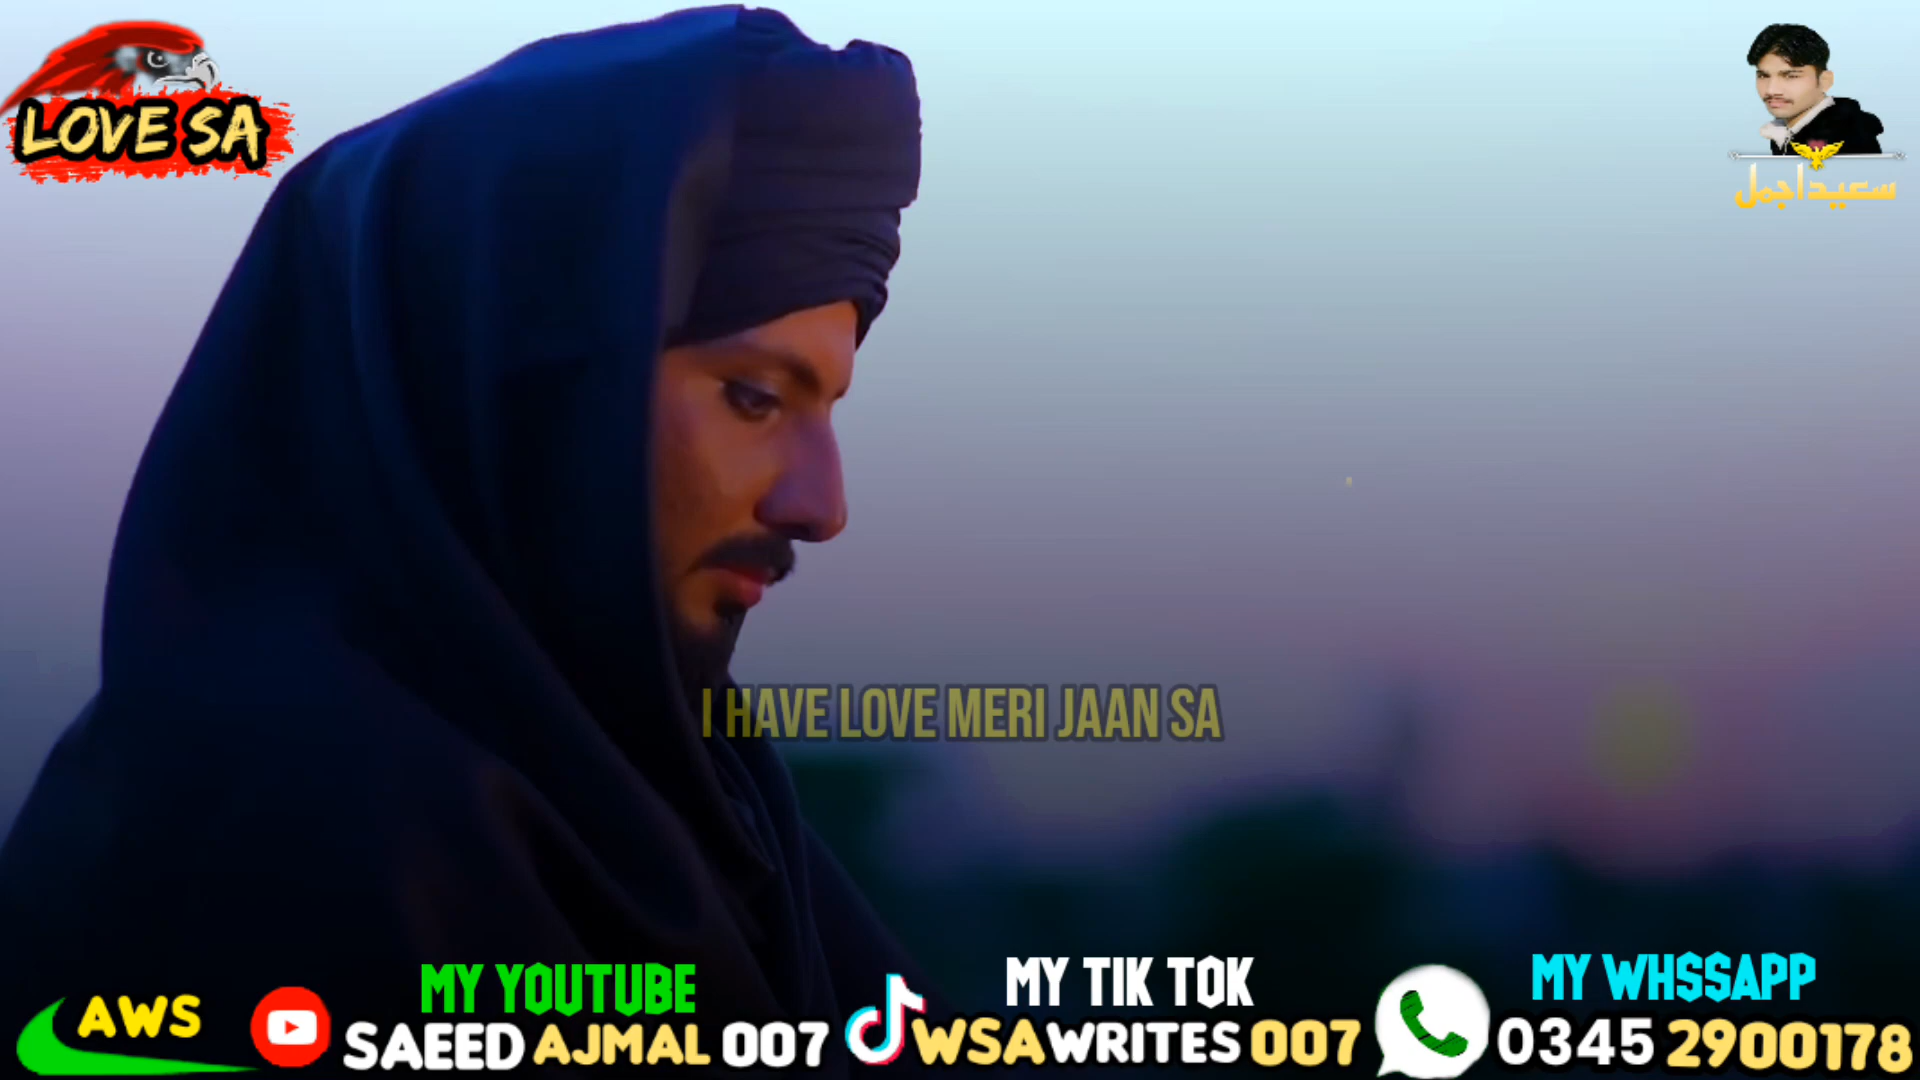 LOVE SA
سعیداجمل
I HAVE LOVE MERI JAAN SA
AWS
MY YOUTUBE
SAEED AJMAL 007
MY TIK TOK
WSAWRITES 007
MY WHSSAPP
0345 2900178